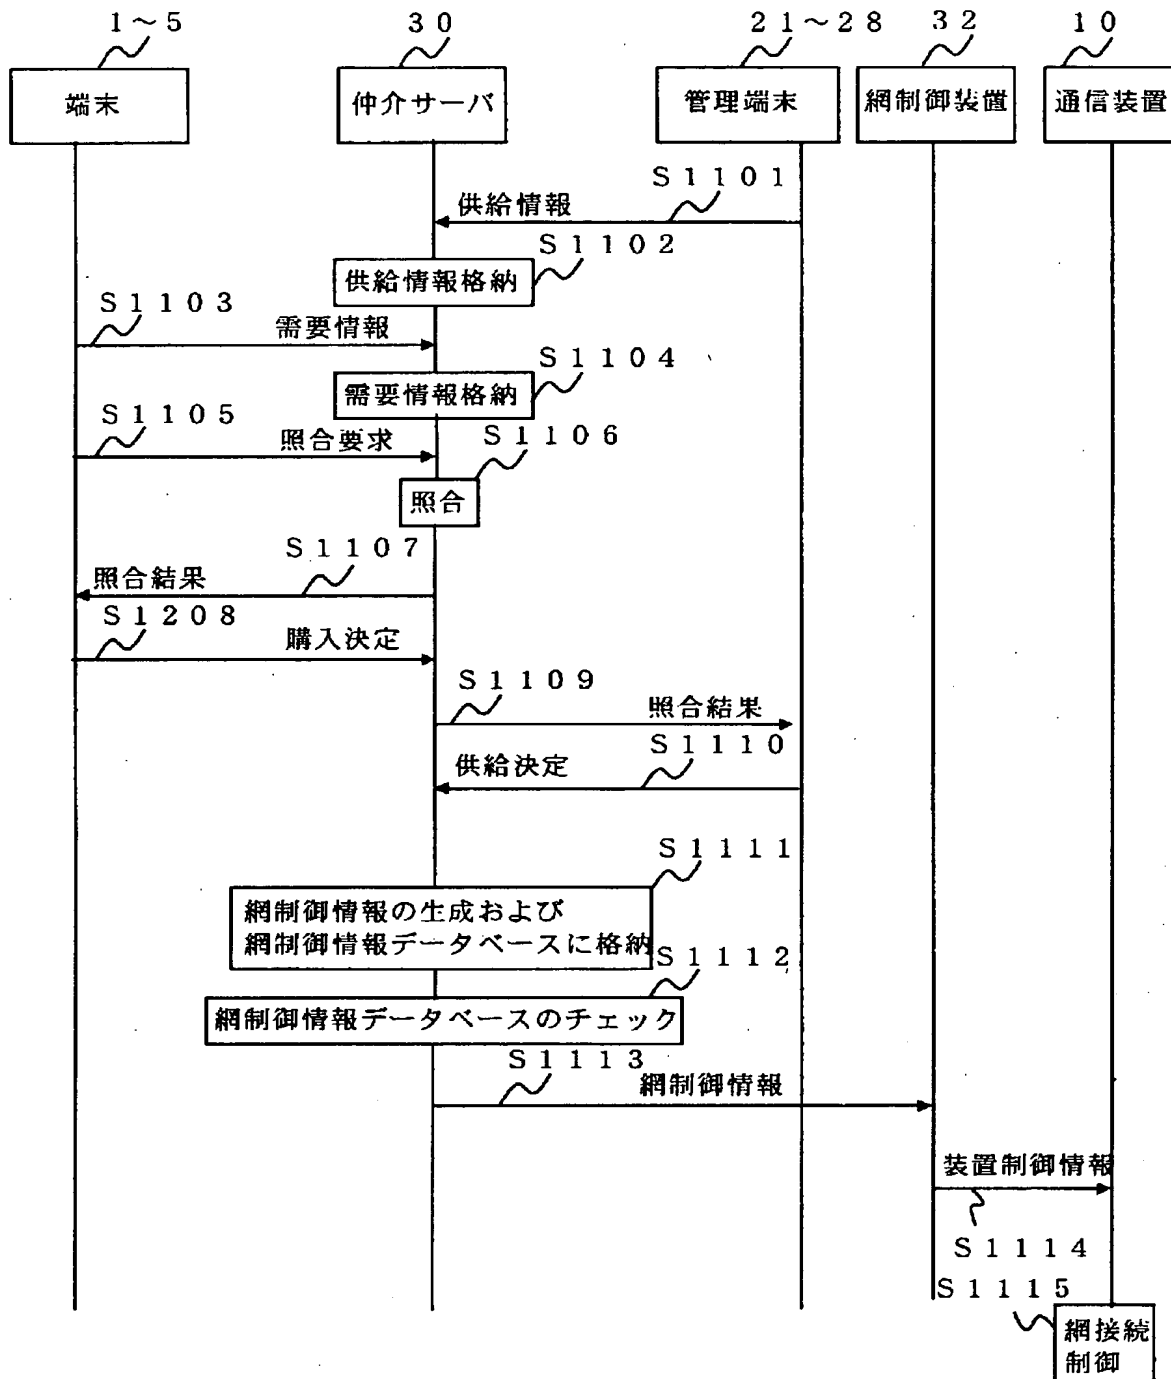 1～5
30
21～28
32
10
端末
仲介サーバ
管理端末
網制御装置
通信装置
S1101
供給情報
S1102
供給情報格納
S1103
需要情報
S1104
需要情報格納
S1105
照合要求
S1106
照合
S1107
照合結果
S1208
購入決定
S1109
照合結果
S1110
供給決定
S1111
網制御情報の生成および
網制御情報データベースに格納
S1112
網制御情報データベースのチェック
S1113
網制御情報
装置制御情報
S1114
S1115
網接続
制御